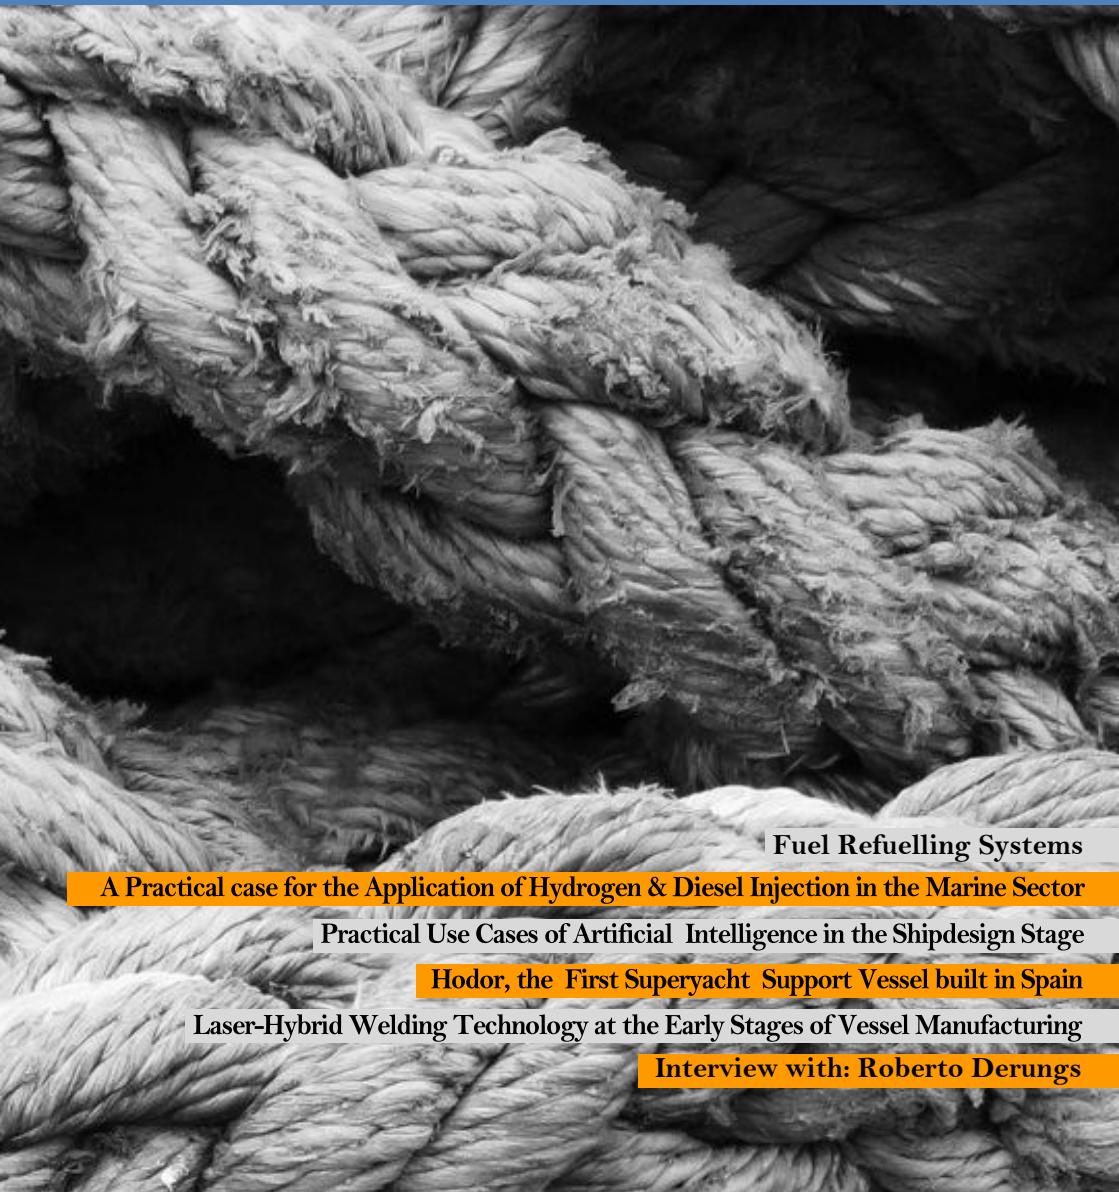 Fuel Refuelling Systems
A Practical case for the Application of Hydrogen & Diesel Injection in the Marine Sector
Practical Use Cases of Artificial Intelligence in the Shipdesign Stage
Hodor, the First Superyacht Support Vessel built in Spain
Laser-Hybrid Welding Technology at the Early Stages of Vessel Manufacturing
Interview with: Roberto Derungs